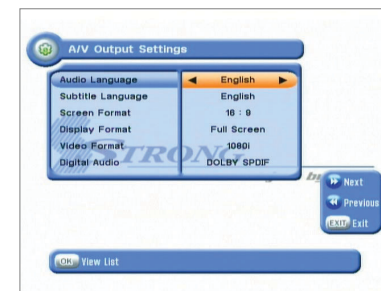 A/V Output Settings
Audio Language English
Subtitle Language English
Screen Format 16 : 9
Display Format Full Screen
Video Format 1080i
Digital Audio DOLBY SPDIF
STRONG
Next
Previous
EXIT Exit
OK View List